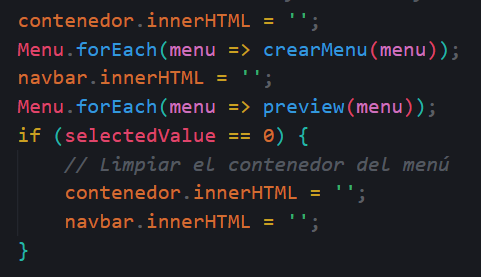 contenedor.innerHTML = '';
Menu.forEach(menu => crearMenu(menu));
navbar.innerHTML = '';
Menu.forEach(menu => preview(menu));
if (selectedValue == 0) {
    // Limpiar el contenedor del menú
    contenedor.innerHTML = '';
    navbar.innerHTML = '';
}